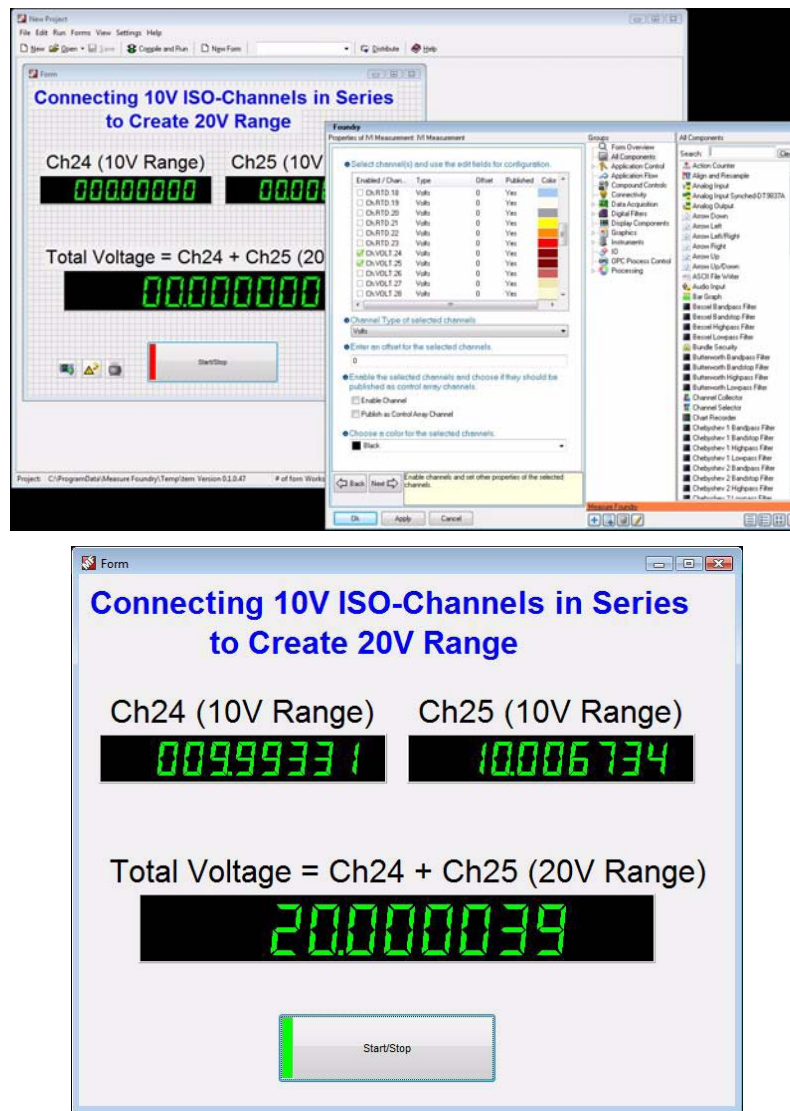 New Project
File Edit Run Forms View Settings Help
New Open Save Compile and Run New Form Distribute Help
Form
Connecting 10V ISO-Channels in Series
to Create 20V Range
Ch24 (10V Range) Ch25 (10V
000.00000
Total Voltage = Ch24 + Ch25 (20
00.000000
Start/Stop
Project: C:\ProgramData\Measure Foundry\Temp\tem Version 0.1.0.47 # of form Works
Foundry
Properties of IVI Measurement: IVI Measurement
Select channel(s) and use the edit fields for configuration.
Enabled / Chan... Type Offset Published Color
Ch.RTD.18 Volts 0 Yes
Ch.RTD.19 Volts 0 Yes
Ch.RTD.20 Volts 0 Yes
Ch.RTD.21 Volts 0 Yes
Ch.RTD.22 Volts 0 Yes
Ch.RTD.23 Volts 0 Yes
Ch.VOLT.24 Volts 0 Yes
Ch.VOLT.25 Volts 0 Yes
Ch.VOLT.26 Volts 0 Yes
Ch.VOLT.27 Volts 0 Yes
Ch.VOLT.28 Volts 0 Yes
Channel Type of selected channels
Volts
Enter an offset for the selected channels.
0
Enable the selected channels and choose if they should be
published as control array channels
Enable Channel
Publish as Control Array Channel
Choose a color for the selected channels.
Black
Back Next
Enable channels and set other properties of the selected
channels.
Ok Apply Cancel
Groups
Form Overview
All Components
Application Control
Application Flow
Compound Controls
Connectivity
Data Acquisition
Digital Filters
Display Components
Graphics
Instruments
IO
OPC Process Control
Processing
Measure Foundry
All Components
Search:
Action Counter
Align and Resample
Analog Input
Analog Input Synched-DT9837A
Analog Output
Arrow Down
Arrow Left
Arrow Left/Right
Arrow Right
Arrow Up
Arrow Up/Down
ASCII File Writer
Audio Input
Bar Graph
Bessel Bandpass Filter
Bessel Bandstop Filter
Bessel Highpass Filter
Bessel Lowpass Filter
Bundle Security
Butterworth Bandpass Filter
Butterworth Bandstop Filter
Butterworth Highpass Filter
Butterworth Lowpass Filter
Channel Collector
Channel Selector
Chart Recorder
Chebyshev 1 Bandpass Filter
Chebyshev 1 Bandstop Filter
Chebyshev 1 Highpass Filter
Chebyshev 1 Lowpass Filter
Chebyshev 2 Bandpass Filter
Chebyshev 2 Bandstop Filter
Chebyshev 2 Highpass Filter
Chebyshev 2 Lowpass Filter
Form
Connecting 10V ISO-Channels in Series
to Create 20V Range
Ch24 (10V Range) Ch25 (10V Range)
009.99331 10.006734
Total Voltage = Ch24 + Ch25 (20V Range)
20.000039
Start/Stop